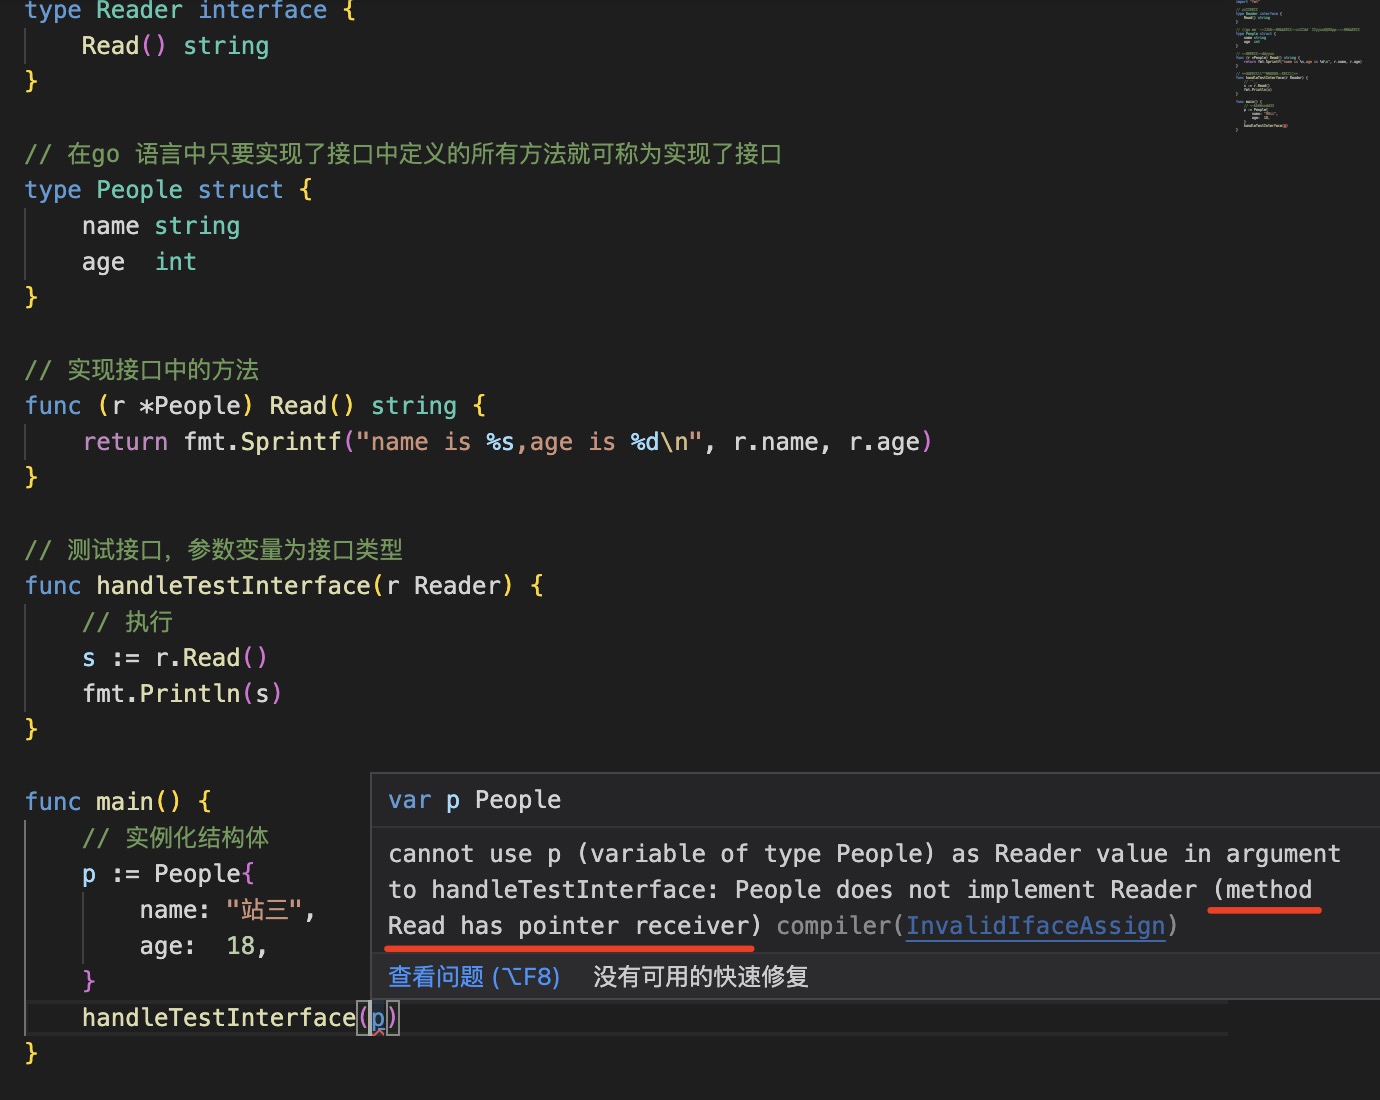 type Reader interface {
    Read() string
}
// 在go 语言中只要实现了接口中定义的所有方法就可称为实现了接口
type People struct {
    name string
    age  int
}
// 实现接口中的方法
func (r *People) Read() string {
    return fmt.Sprintf("name is %s,age is %d\n", r.name, r.age)
}
// 测试接口，参数变量为接口类型
func handleTestInterface(r Reader) {
    // 执行
    s := r.Read()
    fmt.Println(s)
}
func main() {
    // 实例化结构体
    p := People{
        name: "站三",
        age:  18,
    }
    handleTestInterface(p)
}
var p People
cannot use p (variable of type People) as Reader value in argument
to handleTestInterface: People does not implement Reader (method
Read has pointer receiver) compiler(InvalidIfaceAssign)
查看问题 (⌥F8)    没有可用的快速修复